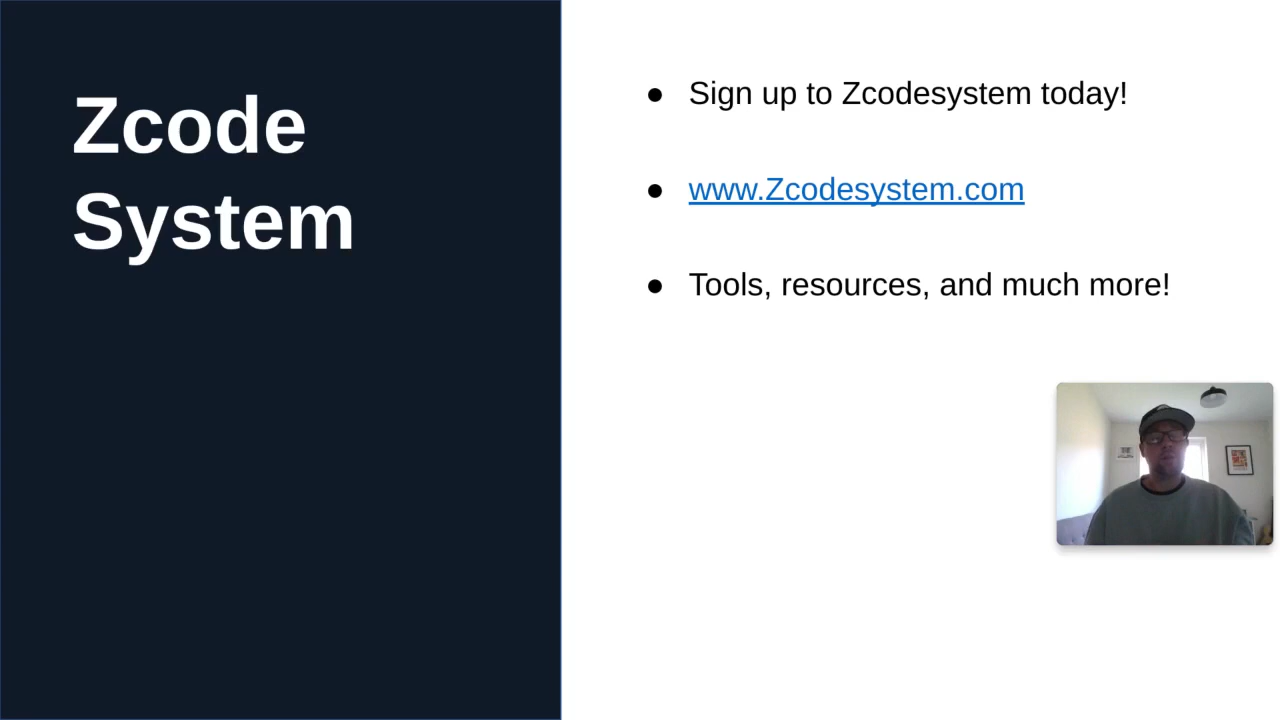 Zcode
System
Sign up to Zcodesystem today!
www.Zcodesystem.com
Tools, resources, and much more!